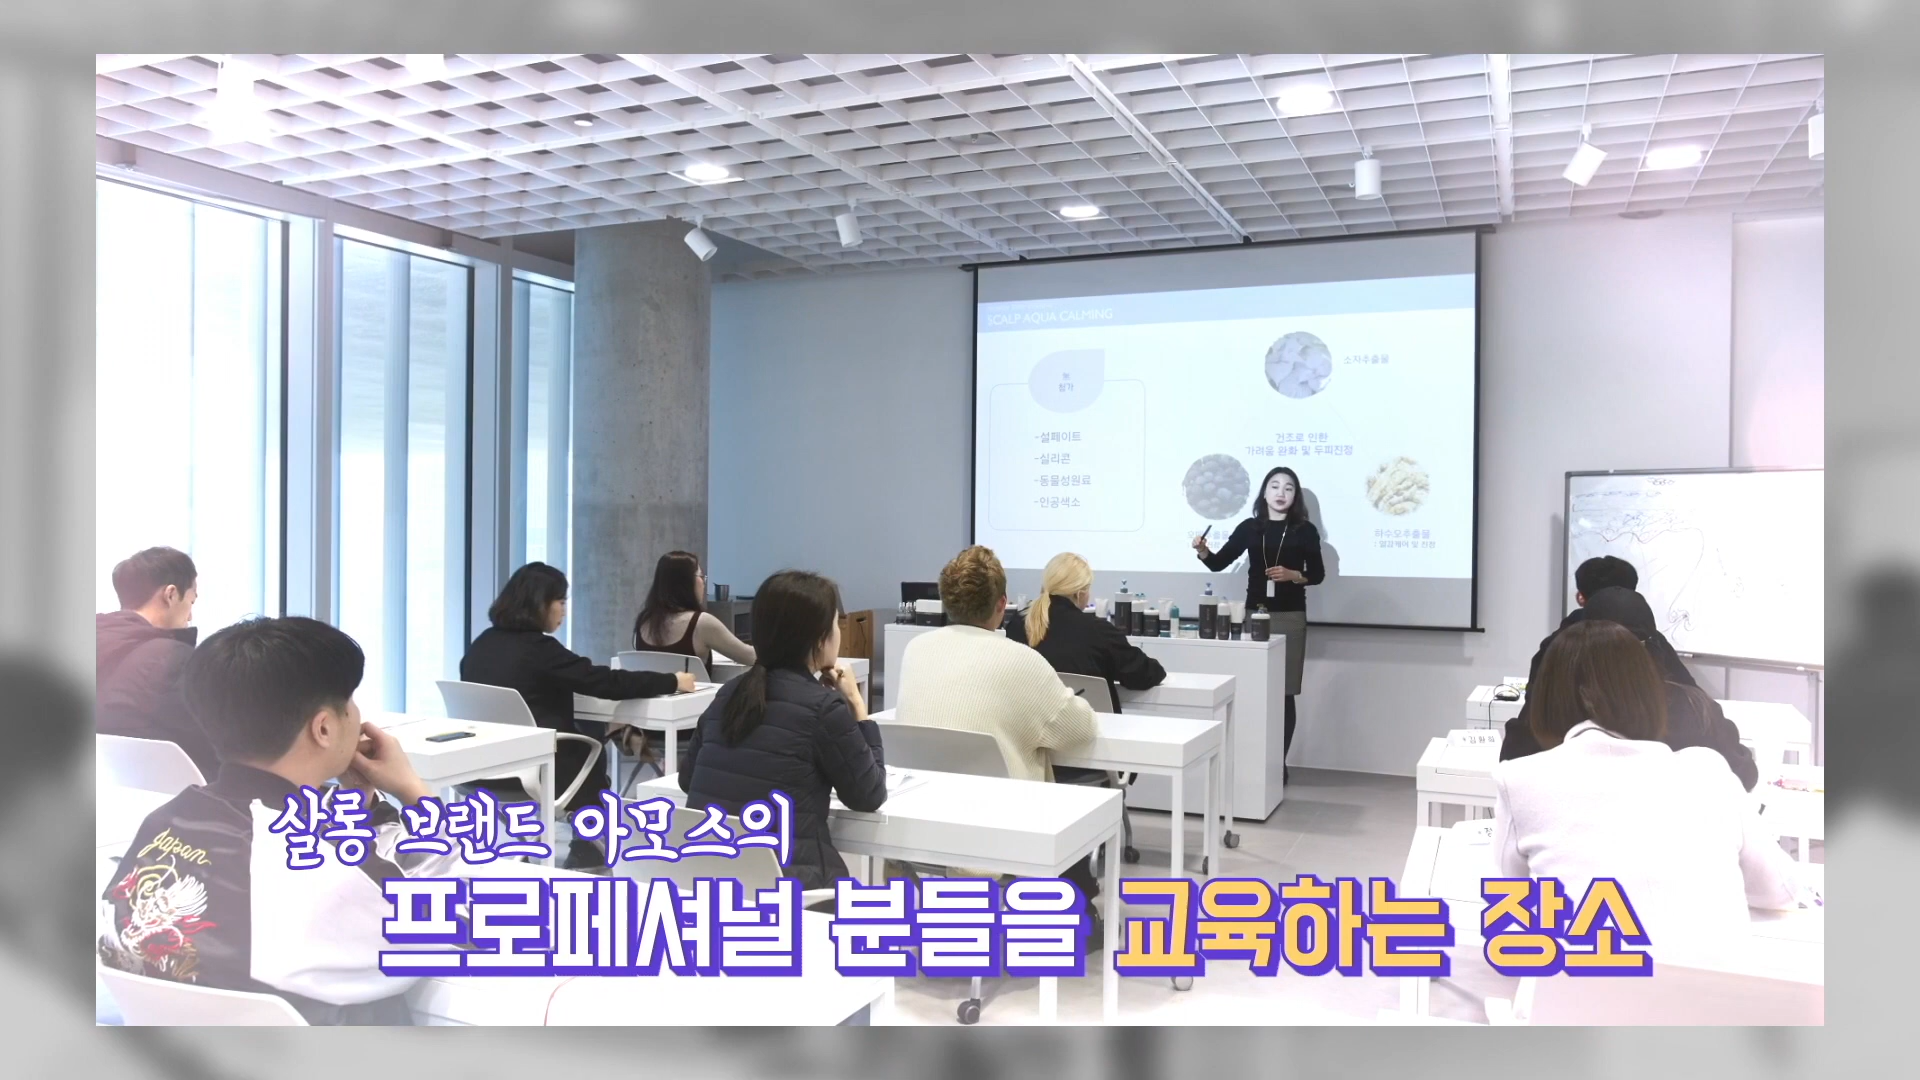 SCALP AQUA CALMING
無
첨가
-설페이트
-실리콘
-동물성원료
-인공색소
소자추출물
건조로 인한
가려움 완화 및 두피진정
하수오추출물
Japan
살롱 브랜드 아모스의
프로페셔널 분들을 교육하는 장소